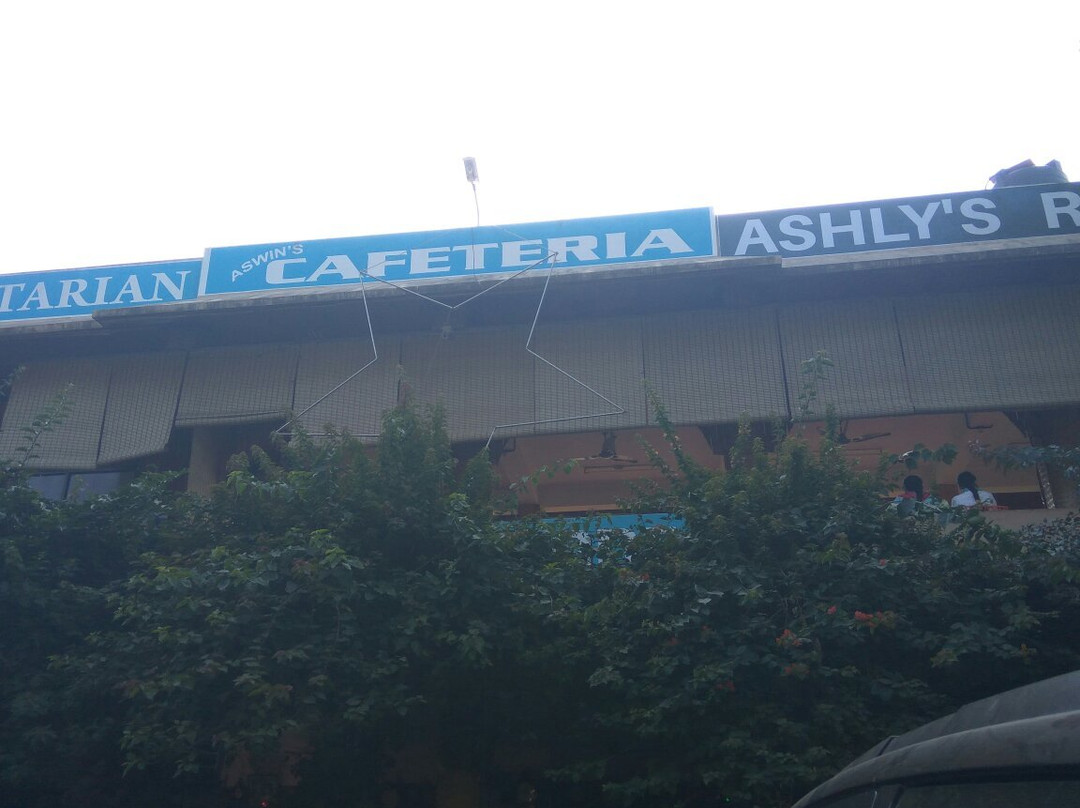 TARIAN
ASWIN'S
CAFETERIA
ASHLY'S R